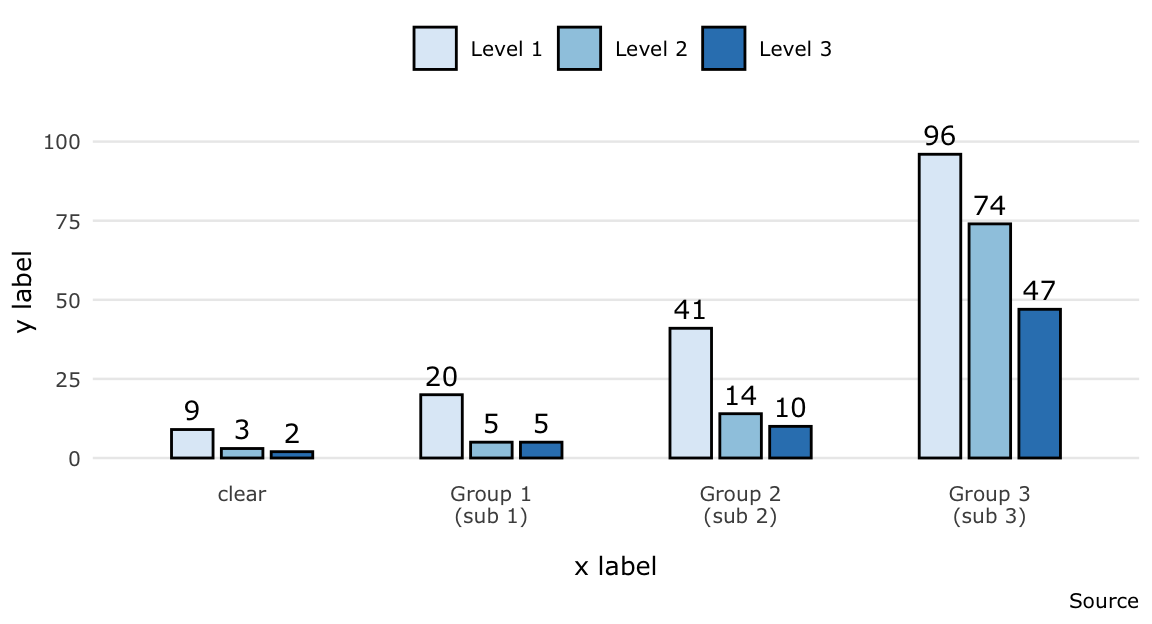 Level 1 Level 2 Level 3
100
75
50
25
0
y label
9 3 2
20 5 5
41 14 10
96 74 47
clear
Group 1
(sub 1)
Group 2
(sub 2)
Group 3
(sub 3)
x label
Source